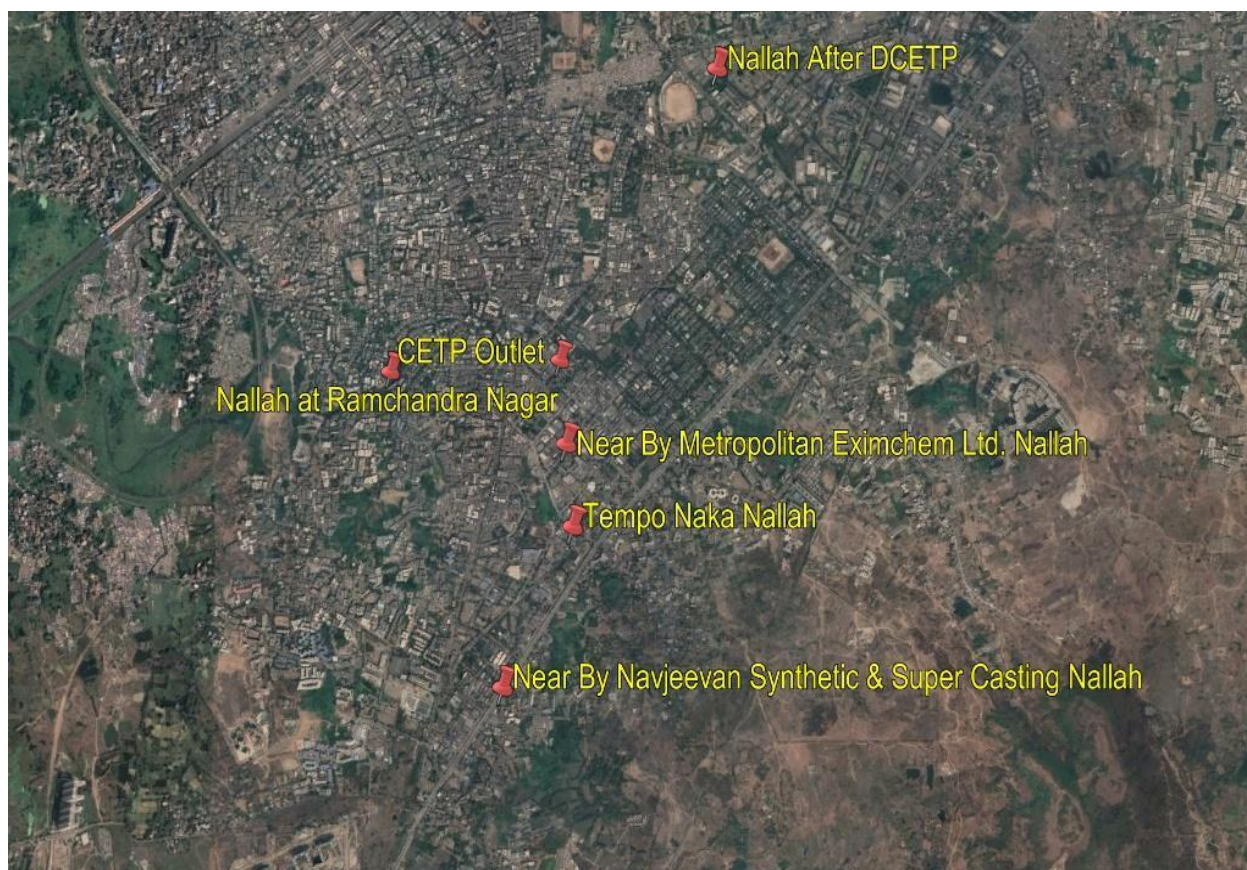 Nallah After DCETP
CETP Outlet
Nallah at Ramchandra Nagar
Near By Metropolitan Eximchem Ltd. Nallah
Tempo Naka Nallah
Near By Navjeevan Synthetic & Super Casting Nallah